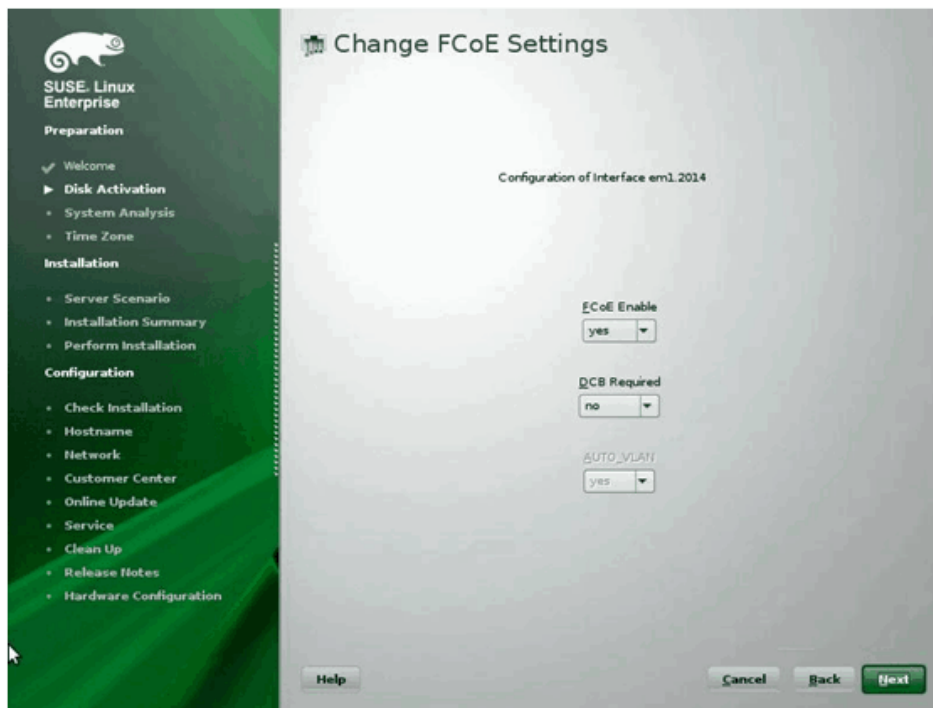 SUSE. Linux
Enterprise
Preparation
Welcome
Disk Activation
System Analysis
Time Zone
Installation
Server Scenario
Installation Summary
Perform Installation
Configuration
Check Installation
Hostname
Network
Customer Center
Online Update
Service
Clean Up
Release Notes
Hardware Configuration
Change FCoE Settings
Configuration of Interface em1.2014
FCoE Enable
yes
DCB Required
no
AUTO_VLAN
yes
Help
Cancel
Back
Next